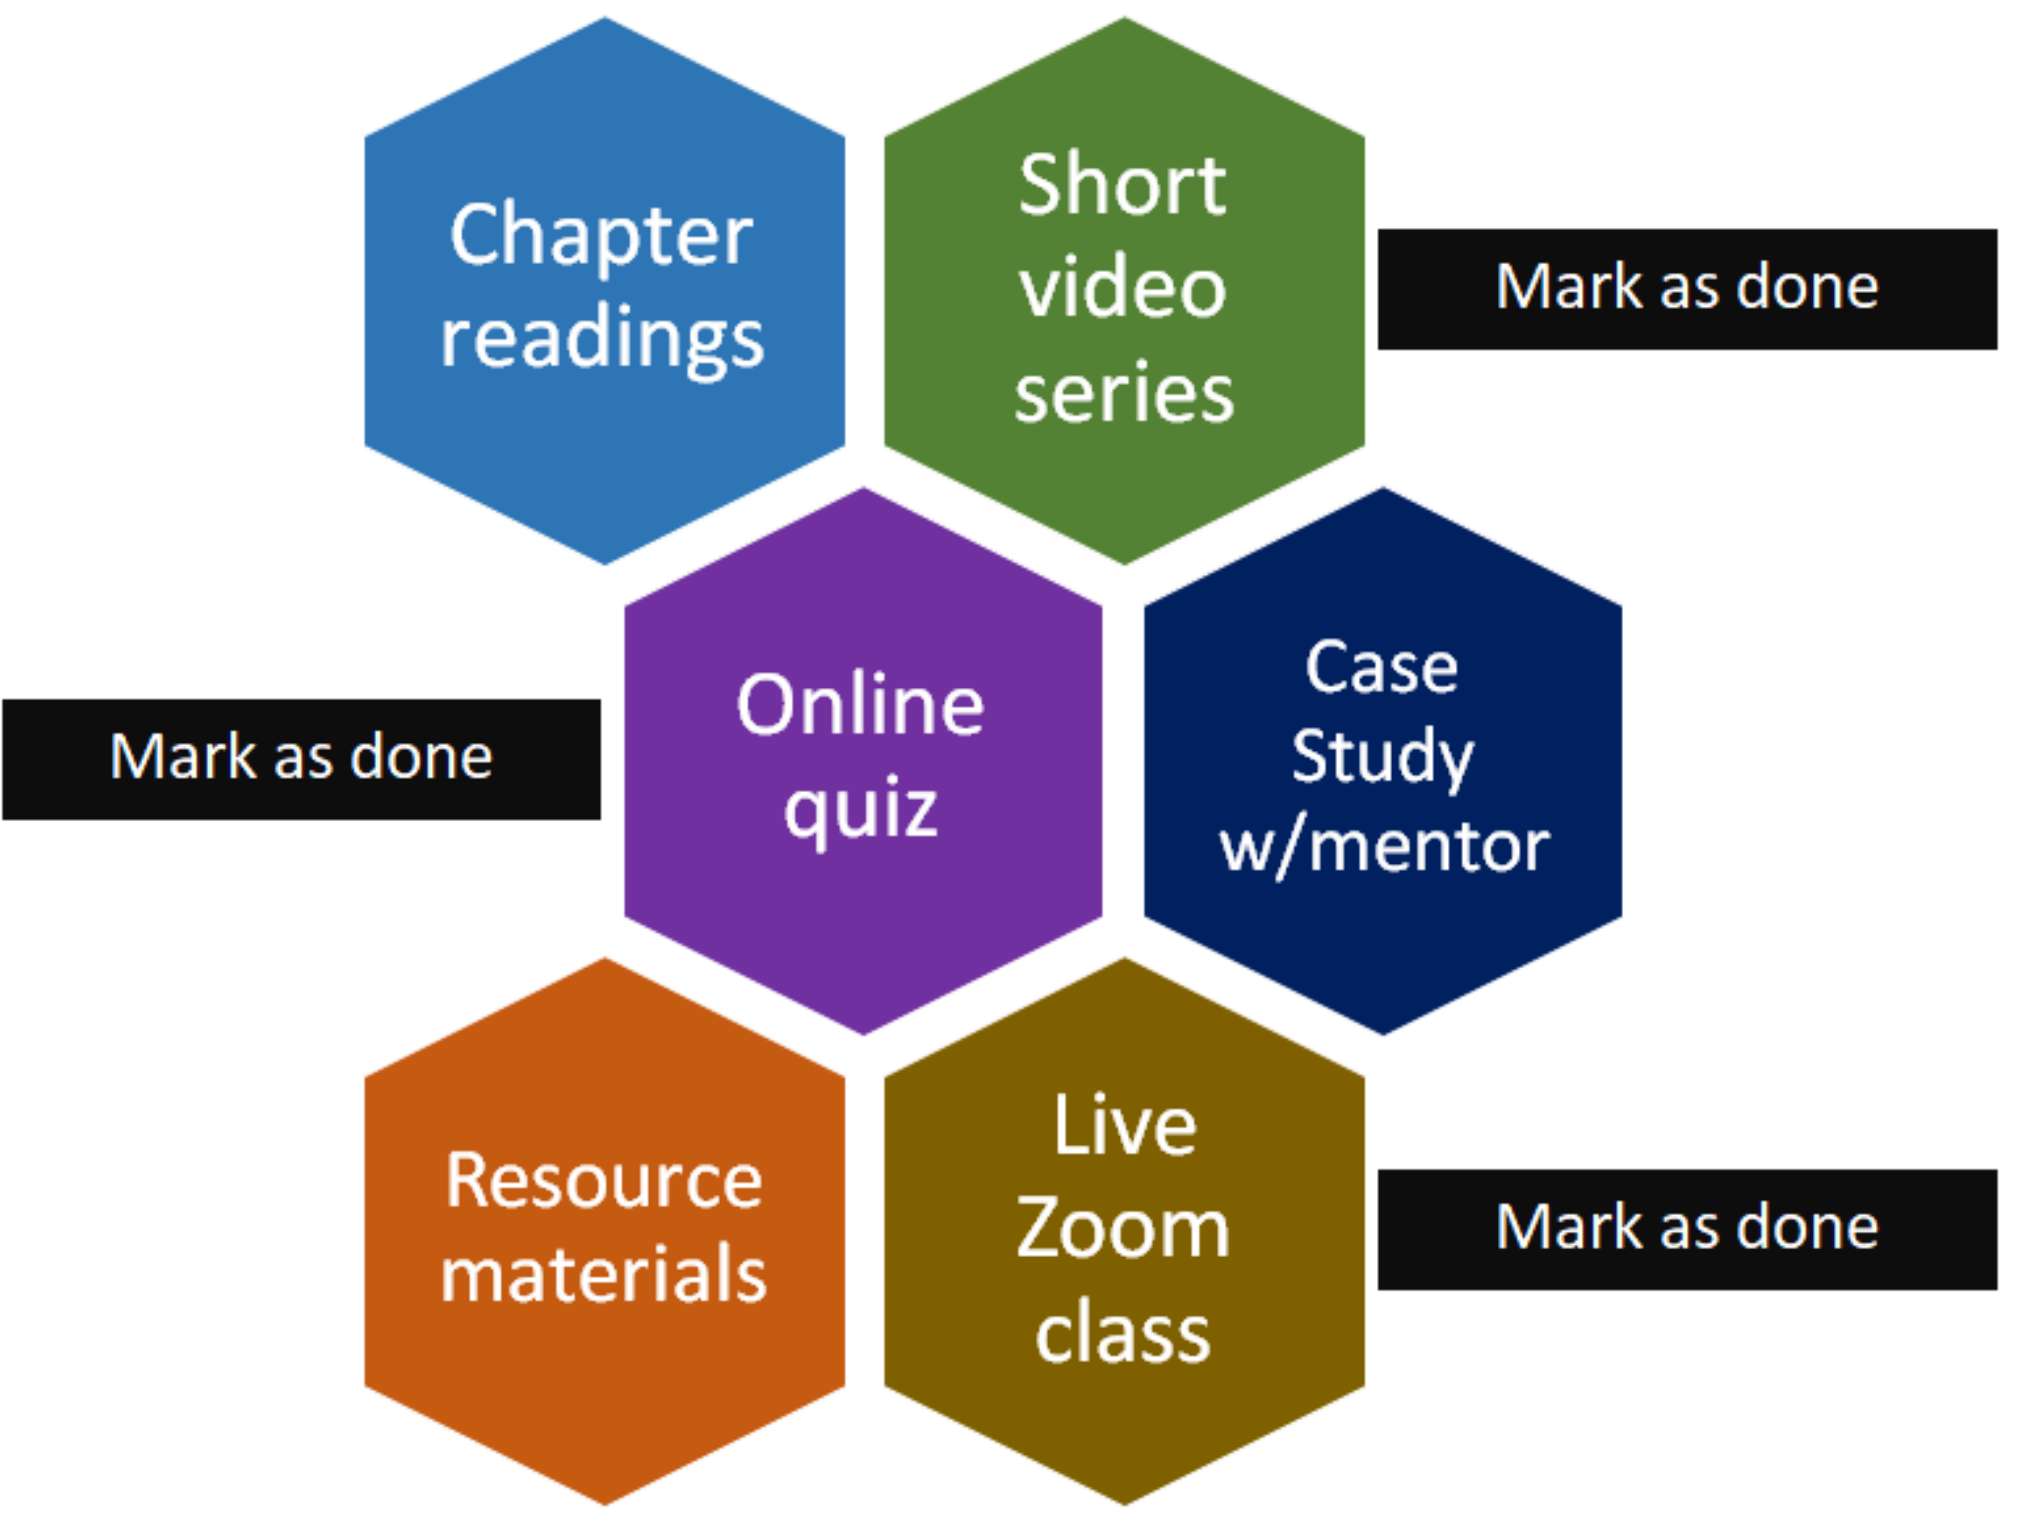 Chapter
readings
Short
video
series
Mark as done
Mark as done
Online
quiz
Case
Study
w/mentor
Resource
materials
Live
Zoom
class
Mark as done